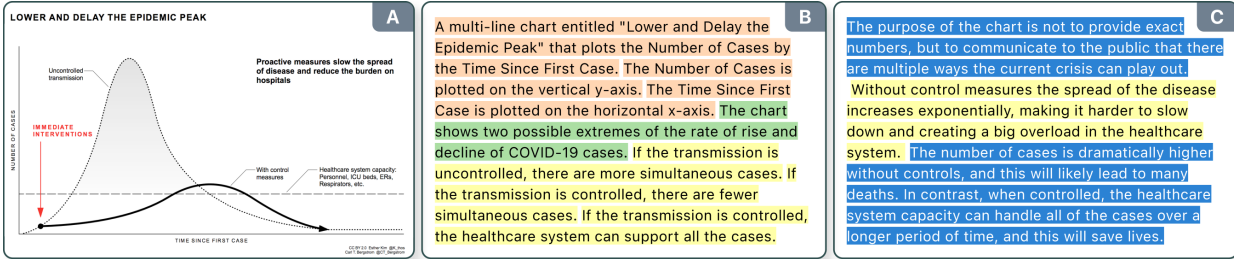 LOWER AND DELAY THE EPIDEMIC PEAK
A
Uncontrolled
transmission
Proactive measures slow the spread
of disease and reduce the burden on
hospitals
NUMBER OF CASES
IMMEDIATE
INTERVENTIONS
With control
measures
Healthcare system capacity:
Personnel, ICU beds, ERs,
Respirators, etc.
TIME SINCE FIRST CASE
CC BY 2.0 Esther Kim @K_thos
Carl T. Bergstrom @CT_Bergstrom
B
A multi-line chart entitled "Lower and Delay the
Epidemic Peak" that plots the Number of Cases by
the Time Since First Case. The Number of Cases is
plotted on the vertical y-axis. The Time Since First
Case is plotted on the horizontal x-axis. The chart
shows two possible extremes of the rate of rise and
decline of COVID-19 cases. If the transmission is
uncontrolled, there are more simultaneous cases. If
the transmission is controlled, there are fewer
simultaneous cases. If the transmission is controlled,
the healthcare system can support all the cases.
C
The purpose of the chart is not to provide exact
numbers, but to communicate to the public that there
are multiple ways the current crisis can play out.
Without control measures the spread of the disease
increases exponentially, making it harder to slow
down and creating a big overload in the healthcare
system. The number of cases is dramatically higher
without controls, and this will likely lead to many
deaths. In contrast, when controlled, the healthcare
system capacity can handle all of the cases over a
longer period of time, and this will save lives.